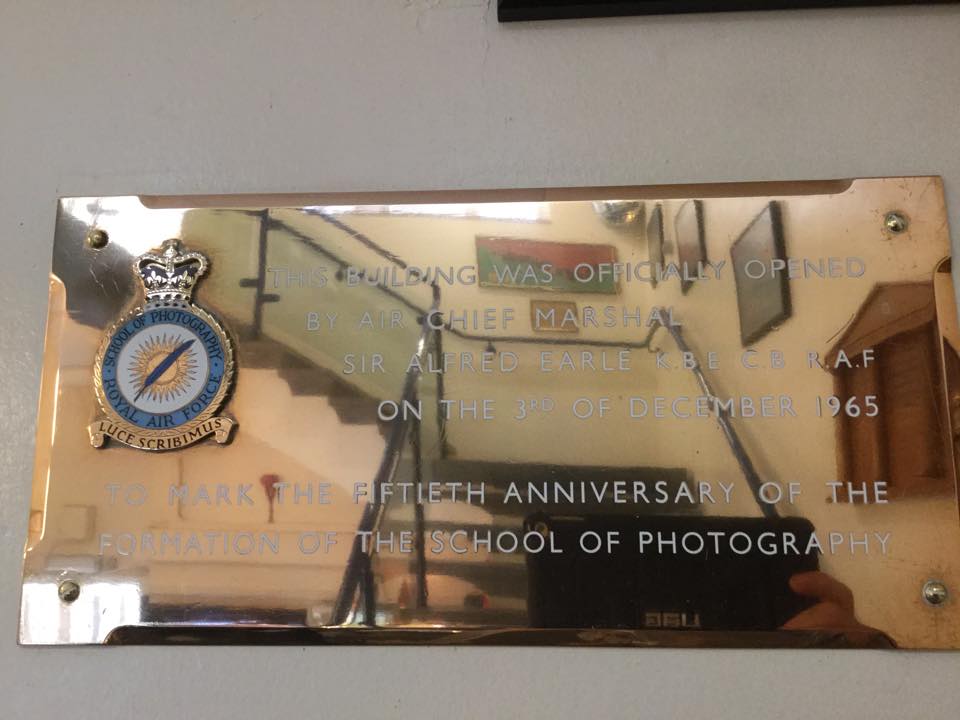 THIS BUILDING WAS OFFICIALLY OPENED
BY AIR CHIEF MARSHAL
SIR ALFRED EARLE K.B.E C.B R.A.F
ON THE 3RD OF DECEMBER 1965
SCHOOL OF PHOTOGRAPHY
ROYAL AIR FORCE
LUCE SCRIBIMUS
TO MARK THE FIFTIETH ANNIVERSARY OF THE
FORMATION OF THE SCHOOL OF PHOTOGRAPHY